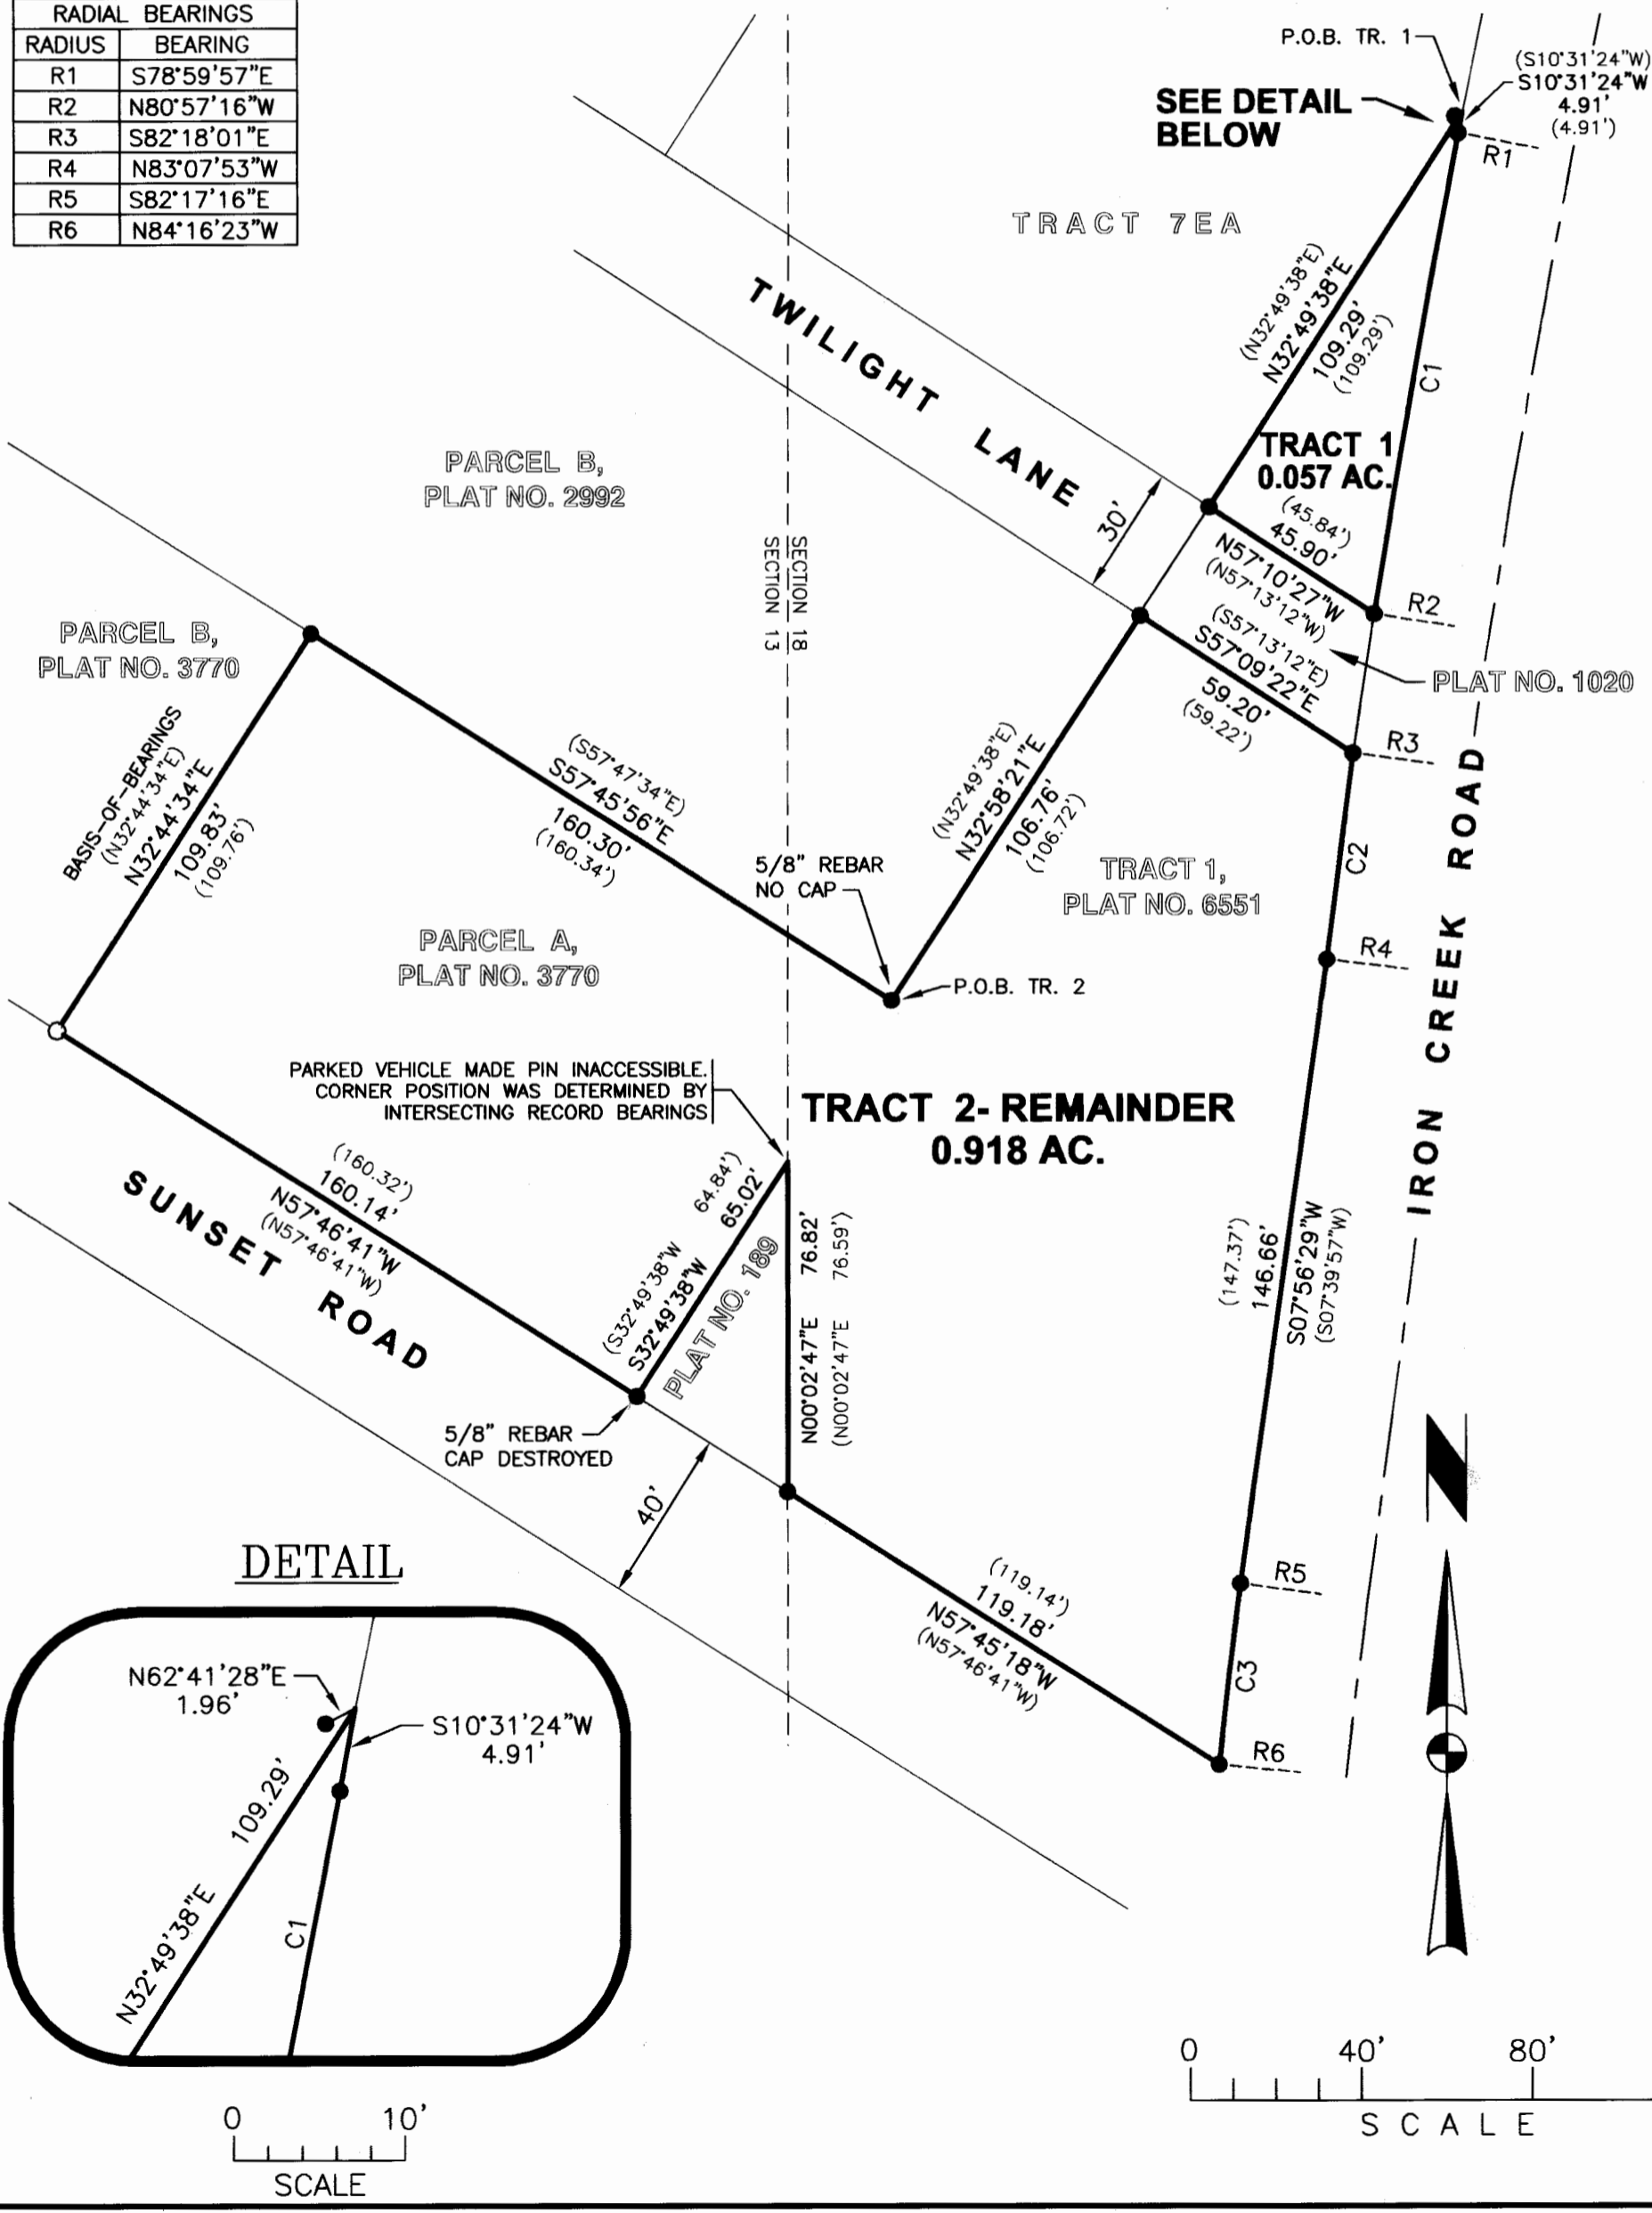 RADIAL BEARINGS
RADIUS BEARING
R1 S78°59'57"E
R2 N80°57'16"W
R3 S82°18'01"E
R4 N83°07'53"W
R5 S82°17'16"E
R6 N84°16'23"W
P.O.B. TR. 1
(S10°31'24"W)
S10°31'24"W
4.91'
(4.91')
SEE DETAIL
BELOW
R1
TRACT 7EA
(N32°49'38"E)
N32°49'38"E
109.29'
(109.29')
C1
TWILIGHT LANE
30'
TRACT 1
0.057 AC.
(45.84')
45.90'
N57°10'27"W
(N57°13'12"W)
R2
(S57°13'12"E)
S57°09'22"E
59.20'
(59.22')
PLAT NO. 1020
R3
PARCEL B,
PLAT NO. 2992
SECTION 18
SECTION 13
PARCEL B,
PLAT NO. 3770
BASIS-OF-BEARINGS
(N32°44'34"E)
N32°44'34"E
109.83'
(109.76')
(S57°47'34"E)
S57°45'56"E
160.30'
(160.34')
5/8" REBAR
NO CAP
(N32°49'38"E)
N32°58'21"E
106.76'
(106.72')
TRACT 1,
PLAT NO. 6551
C2
R4
IRON CREEK ROAD
PARCEL A,
PLAT NO. 3770
P.O.B. TR. 2
PARKED VEHICLE MADE PIN INACCESSIBLE.
CORNER POSITION WAS DETERMINED BY
INTERSECTING RECORD BEARINGS
TRACT 2- REMAINDER
0.918 AC.
(160.32')
160.14'
N57°46'41"W
(N57°46'41"W)
SUNSET ROAD
(S32°49'38"W 64.84')
S32°49'38"W 65.02'
PLAT NO. 189
N00°02'47"E 76.82'
(N00°02'47"E 76.59')
(147.37')
146.66'
S07°56'29"W
(S07°39'57"W)
5/8" REBAR
CAP DESTROYED
40'
R5
(119.14')
119.18'
N57°45'18"W
(N57°46'41"W)
C3
R6
N
DETAIL
N62°41'28"E
1.96'
S10°31'24"W
4.91'
109.29'
N32°49'38"E
C1
0 10'
SCALE
0 40' 80'
SCALE